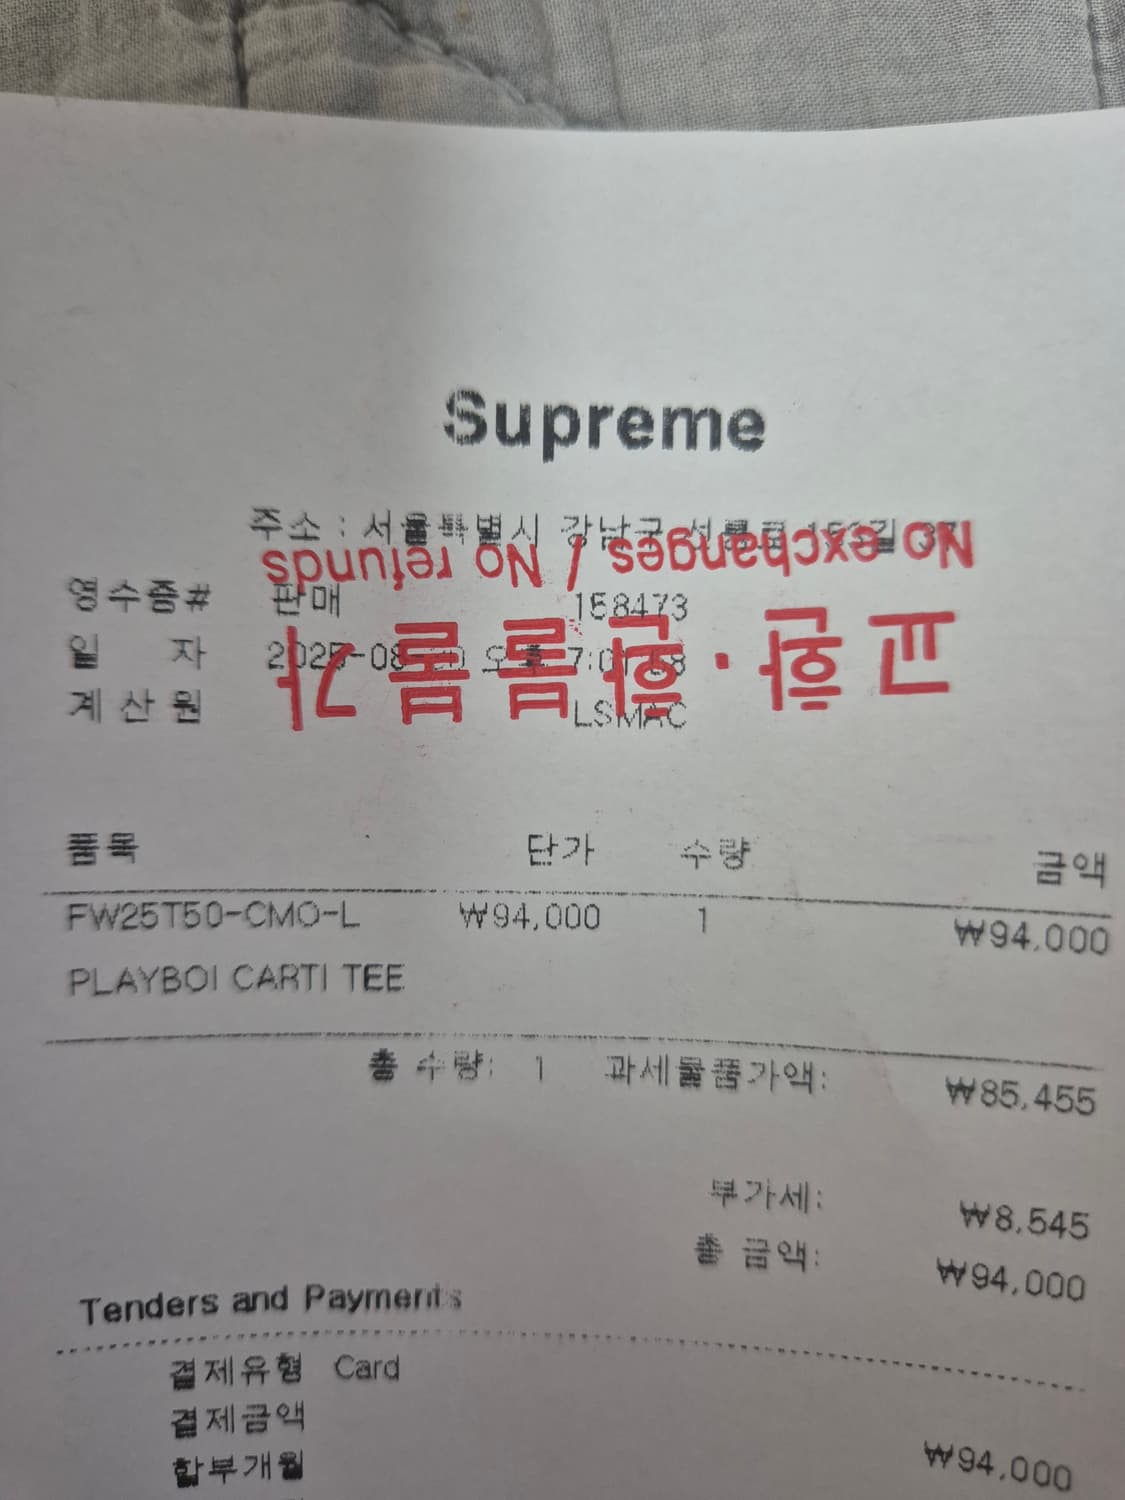 Supreme
주소 : 서울특별시 강남구
No exchanges / No refunds
영수증# 판매 158473
교환·환불 불가
일 자
계산원 LSMAC
품목 단가 수량 금액
FW25T50-CMO-L ₩94,000 1 ₩94,000
PLAYBOI CARTI TEE
총 수량: 1 과세물품가액: ₩85,455
부가세: ₩8,545
총 금액: ₩94,000
Tenders and Payments
결제유형 Card
결제금액 ₩94,000
할부개월